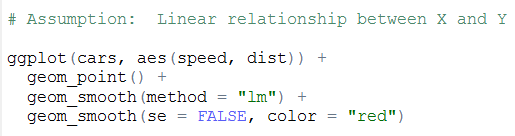 # Assumption:  Linear relationship between X and Y
ggplot(cars, aes(speed, dist)) +
  geom_point() +
  geom_smooth(method = "lm") +
  geom_smooth(se = FALSE, color = "red")